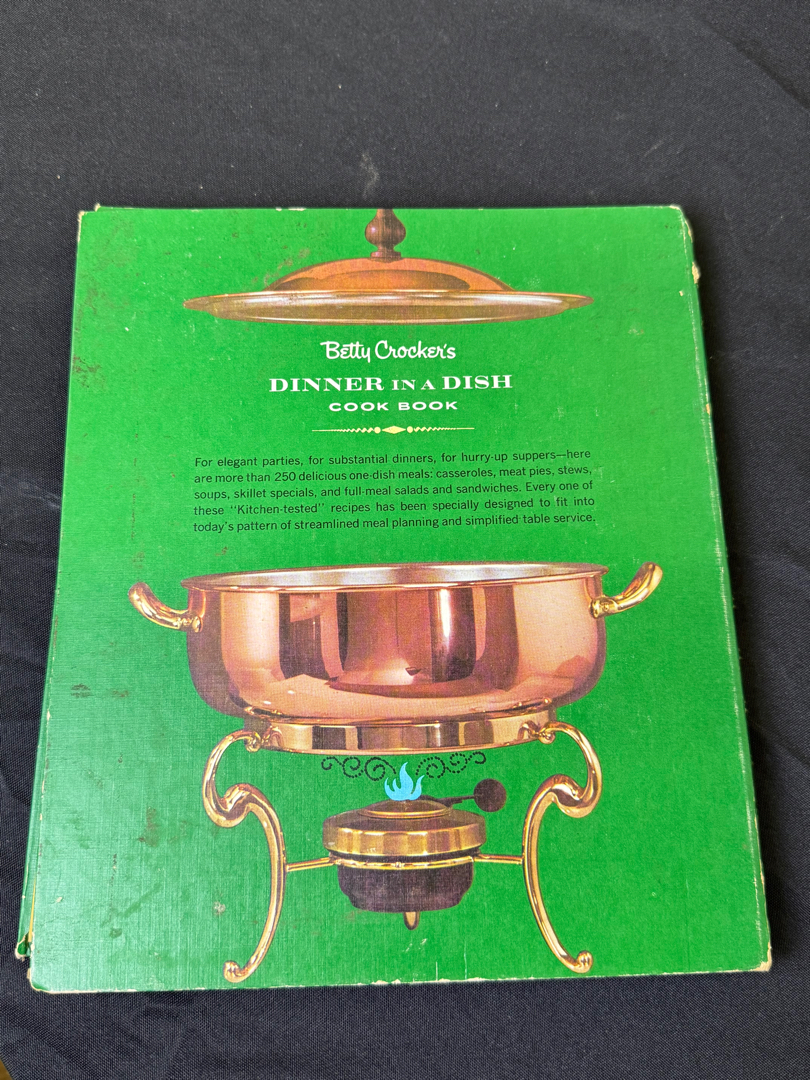 Betty Crocker's
DINNER IN A DISH
COOK BOOK
For elegant parties, for substantial dinners, for hurry-up suppers—here
are more than 250 delicious one-dish meals: casseroles, meat pies, stews,
soups, skillet specials, and full-meal salads and sandwiches. Every one of
these "Kitchen-tested" recipes has been specially designed to fit into
today's pattern of streamlined meal planning and simplified table service.